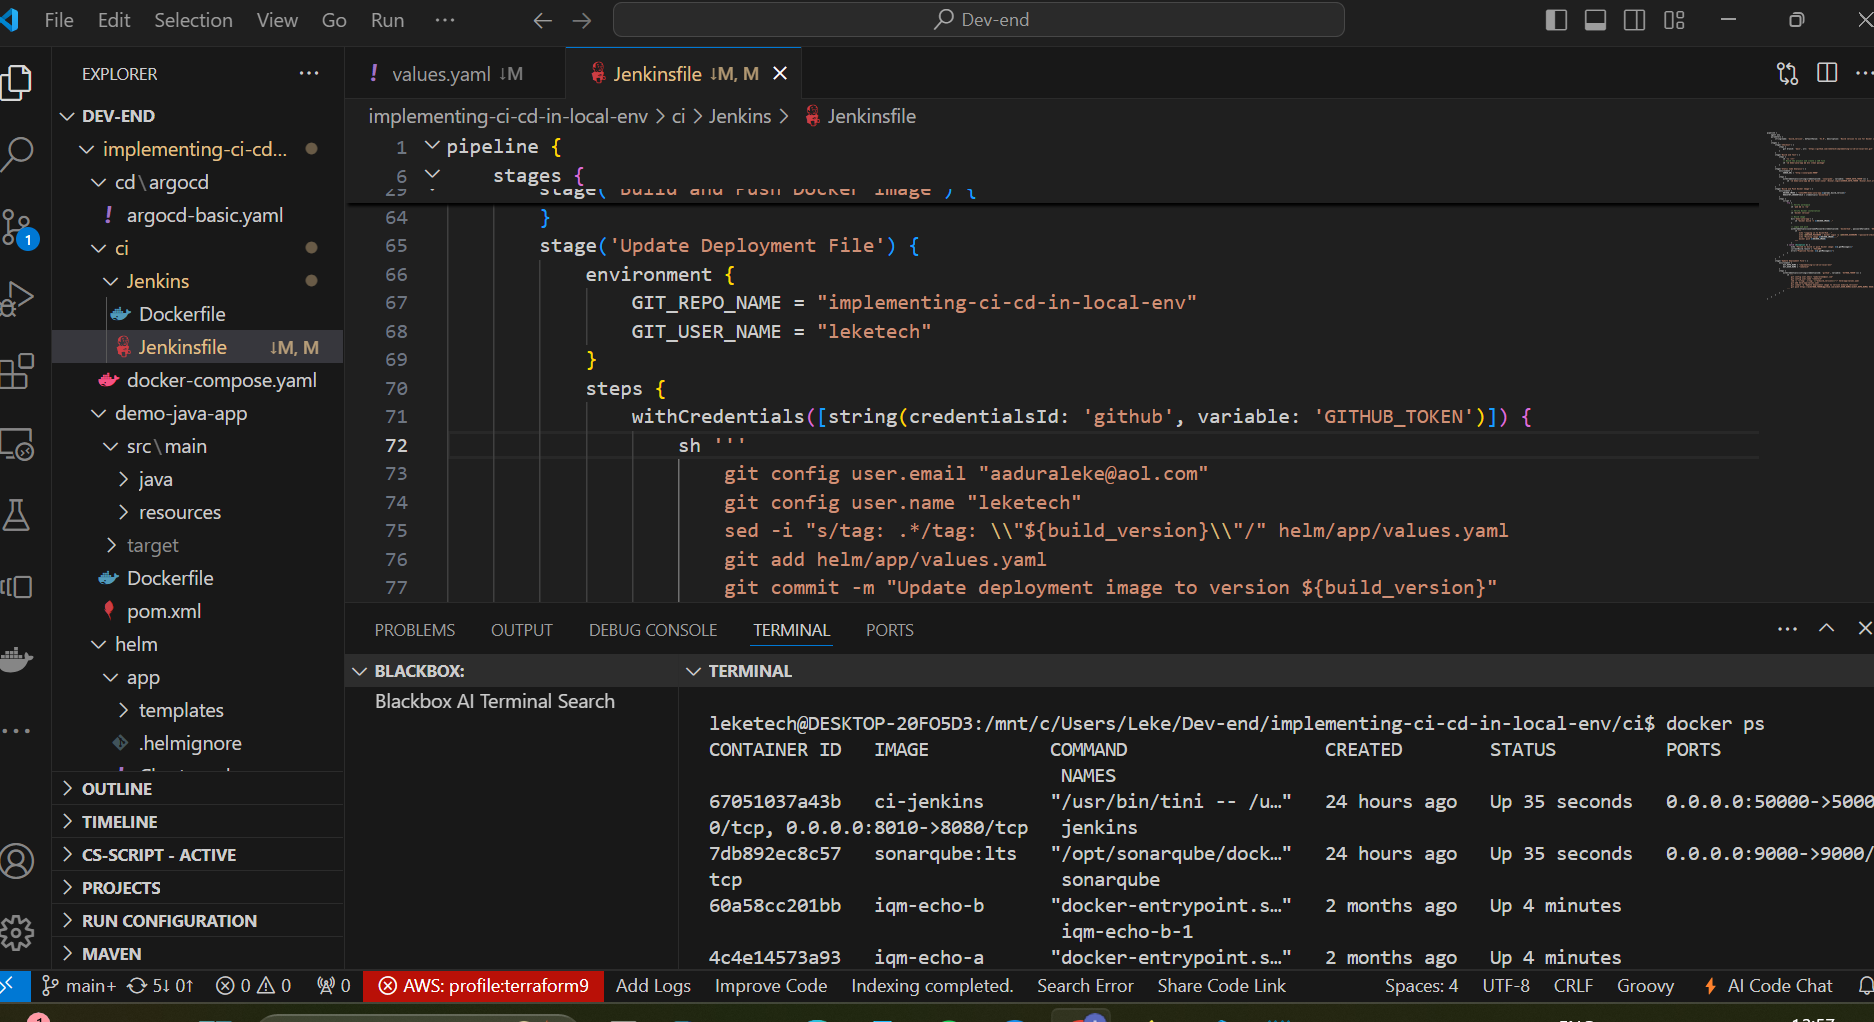 File Edit Selection View Go Run ··· Dev-end
EXPLORER ···
DEV-END
implementing-ci-cd...
cd\argocd
! argocd-basic.yaml
ci
Jenkins
Dockerfile
Jenkinsfile ↓M, M
docker-compose.yaml
demo-java-app
src\main
java
resources
target
Dockerfile
pom.xml
helm
app
templates
.helmignore
OUTLINE
TIMELINE
CS-SCRIPT - ACTIVE
PROJECTS
RUN CONFIGURATION
MAVEN
1
! values.yaml ↓M Jenkinsfile ↓M, M
implementing-ci-cd-in-local-env > ci > Jenkins > Jenkinsfile
1 pipeline {
6 stages {
29 stage('Build and Push Docker Image') {
64 }
65 stage('Update Deployment File') {
66 environment {
67 GIT_REPO_NAME = "implementing-ci-cd-in-local-env"
68 GIT_USER_NAME = "leketech"
69 }
70 steps {
71 withCredentials([string(credentialsId: 'github', variable: 'GITHUB_TOKEN')]) {
72 sh '''
73 git config user.email "aaduraleke@aol.com"
74 git config user.name "leketech"
75 sed -i "s/tag: .*/tag: \\"${build_version}\\"/" helm/app/values.yaml
76 git add helm/app/values.yaml
77 git commit -m "Update deployment image to version ${build_version}"
PROBLEMS OUTPUT DEBUG CONSOLE TERMINAL PORTS
BLACKBOX:
Blackbox AI Terminal Search
TERMINAL
leketech@DESKTOP-20FO5D3:/mnt/c/Users/Leke/Dev-end/implementing-ci-cd-in-local-env/ci$ docker ps
CONTAINER ID IMAGE COMMAND CREATED STATUS PORTS
NAMES
67051037a43b ci-jenkins "/usr/bin/tini -- /u…" 24 hours ago Up 35 seconds 0.0.0.0:50000->5000
0/tcp, 0.0.0.0:8010->8080/tcp jenkins
7db892ec8c57 sonarqube:lts "/opt/sonarqube/dock…" 24 hours ago Up 35 seconds 0.0.0.0:9000->9000/
tcp sonarqube
60a58cc201bb iqm-echo-b "docker-entrypoint.s…" 2 months ago Up 4 minutes
iqm-echo-b-1
4c4e14573a93 iqm-echo-a "docker-entrypoint.s…" 2 months ago Up 4 minutes
main+ 5↓ 0↑ 0 0 0 AWS: profile:terraform9 Add Logs Improve Code Indexing completed. Search Error Share Code Link Spaces: 4 UTF-8 CRLF Groovy AI Code Chat